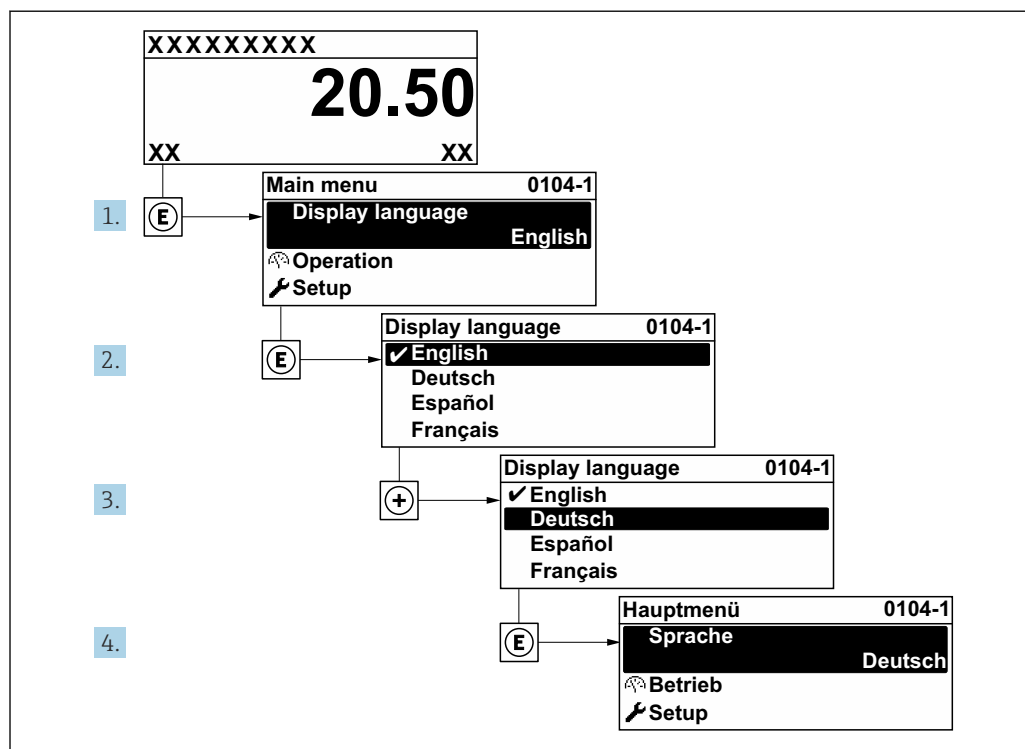 XXXXXXXXX
20.50
XX XX
Main menu 0104-1
1. E Display language
English
Operation
Setup
Display language 0104-1
2. E ✔English
Deutsch
Español
Français
Display language 0104-1
3. + ✔English
Deutsch
Español
Français
Hauptmenü 0104-1
4. E Sprache
Deutsch
Betrieb
Setup